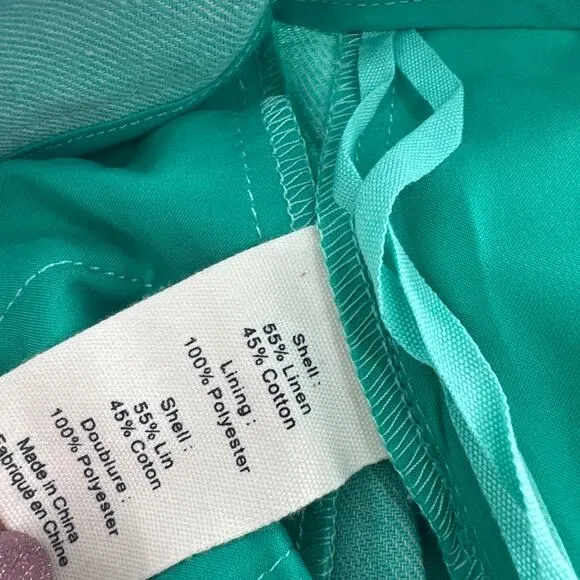 Shell :
55% Linen
45% Cotton
Lining :
100% Polyester
Shell :
55% Lin
45% Coton
Doublure :
100% Polyester
Made in China
Fabriqué en Chine